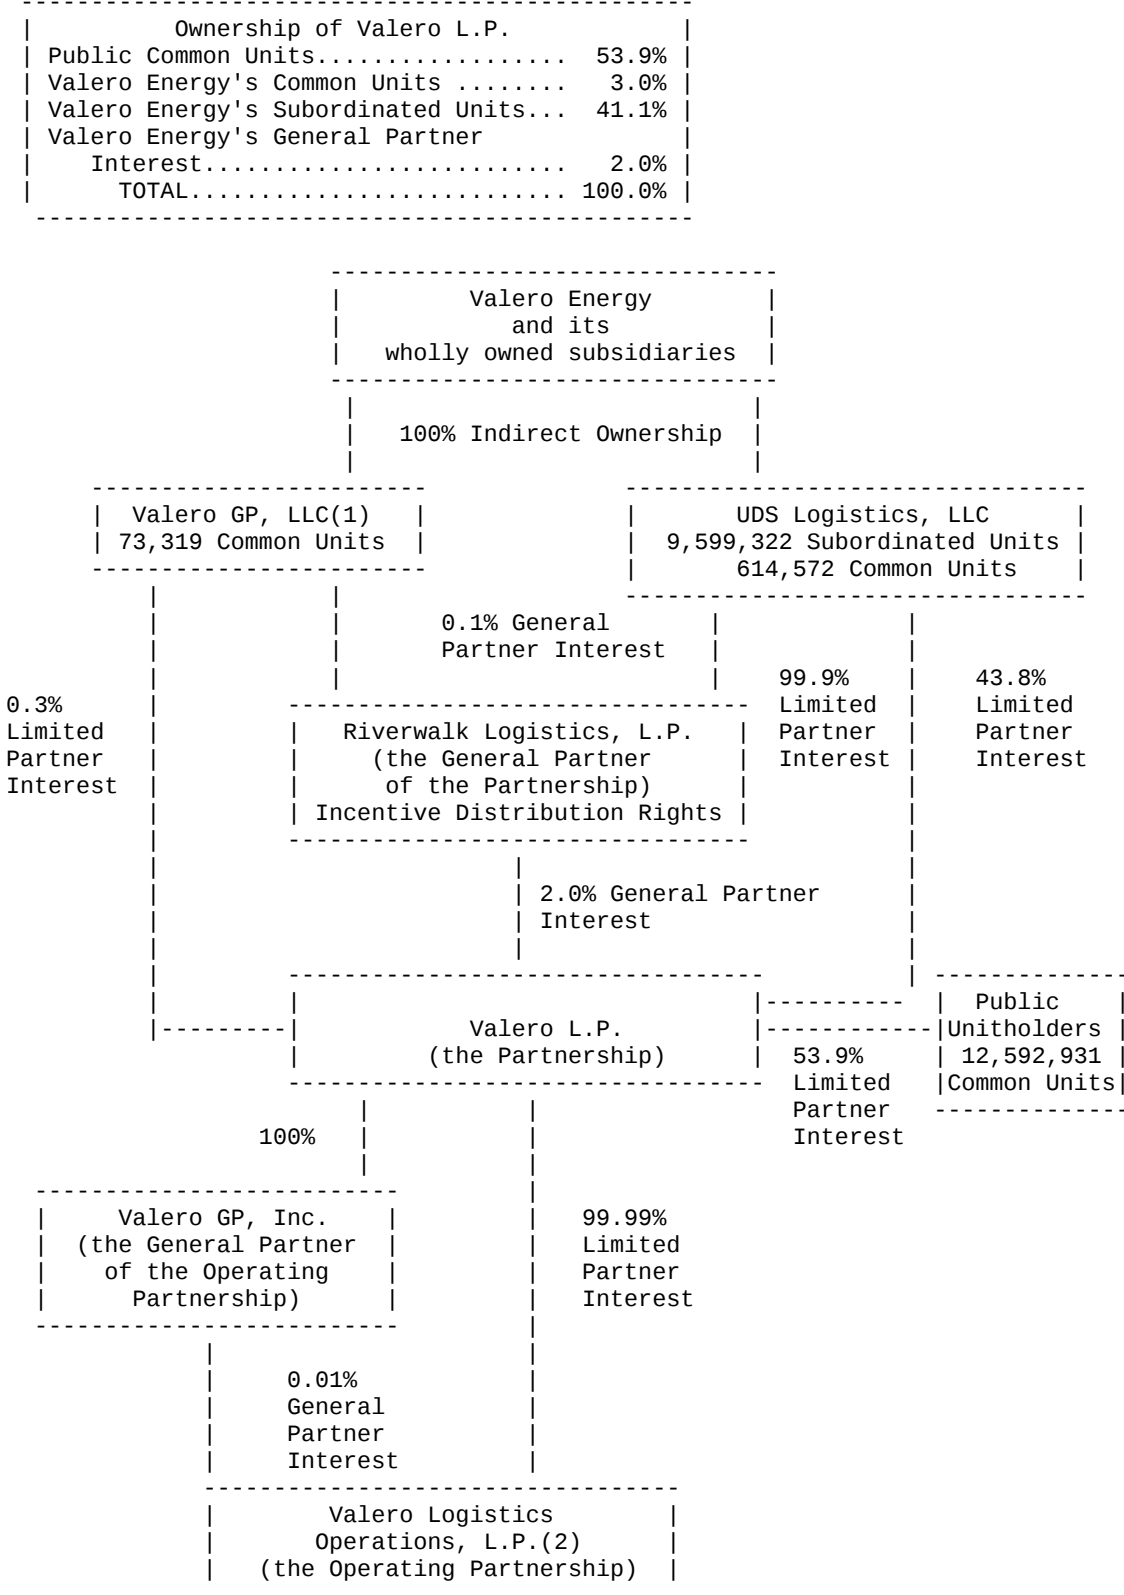 Ownership of Valero L.P.
Public Common Units.................. 53.9%
Valero Energy's Common Units ........ 3.0%
Valero Energy's Subordinated Units... 41.1%
Valero Energy's General Partner
Interest.......................... 2.0%
TOTAL......................... 100.0%
Valero Energy
and its
wholly owned subsidiaries
100% Indirect Ownership
Valero GP, LLC(1)
73,319 Common Units
UDS Logistics, LLC
9,599,322 Subordinated Units
614,572 Common Units
0.1% General
Partner Interest
99.9%
Limited
Partner
Interest
43.8%
Limited
Partner
Interest
0.3%
Limited
Partner
Interest
Riverwalk Logistics, L.P.
(the General Partner
of the Partnership)
Incentive Distribution Rights
2.0% General Partner
Interest
Valero L.P.
(the Partnership)
Public
Unitholders
12,592,931
Common Units
53.9%
Limited
Partner
Interest
100%
Valero GP, Inc.
(the General Partner
of the Operating
Partnership)
99.99%
Limited
Partner
Interest
0.01%
General
Partner
Interest
Valero Logistics
Operations, L.P.(2)
(the Operating Partnership)